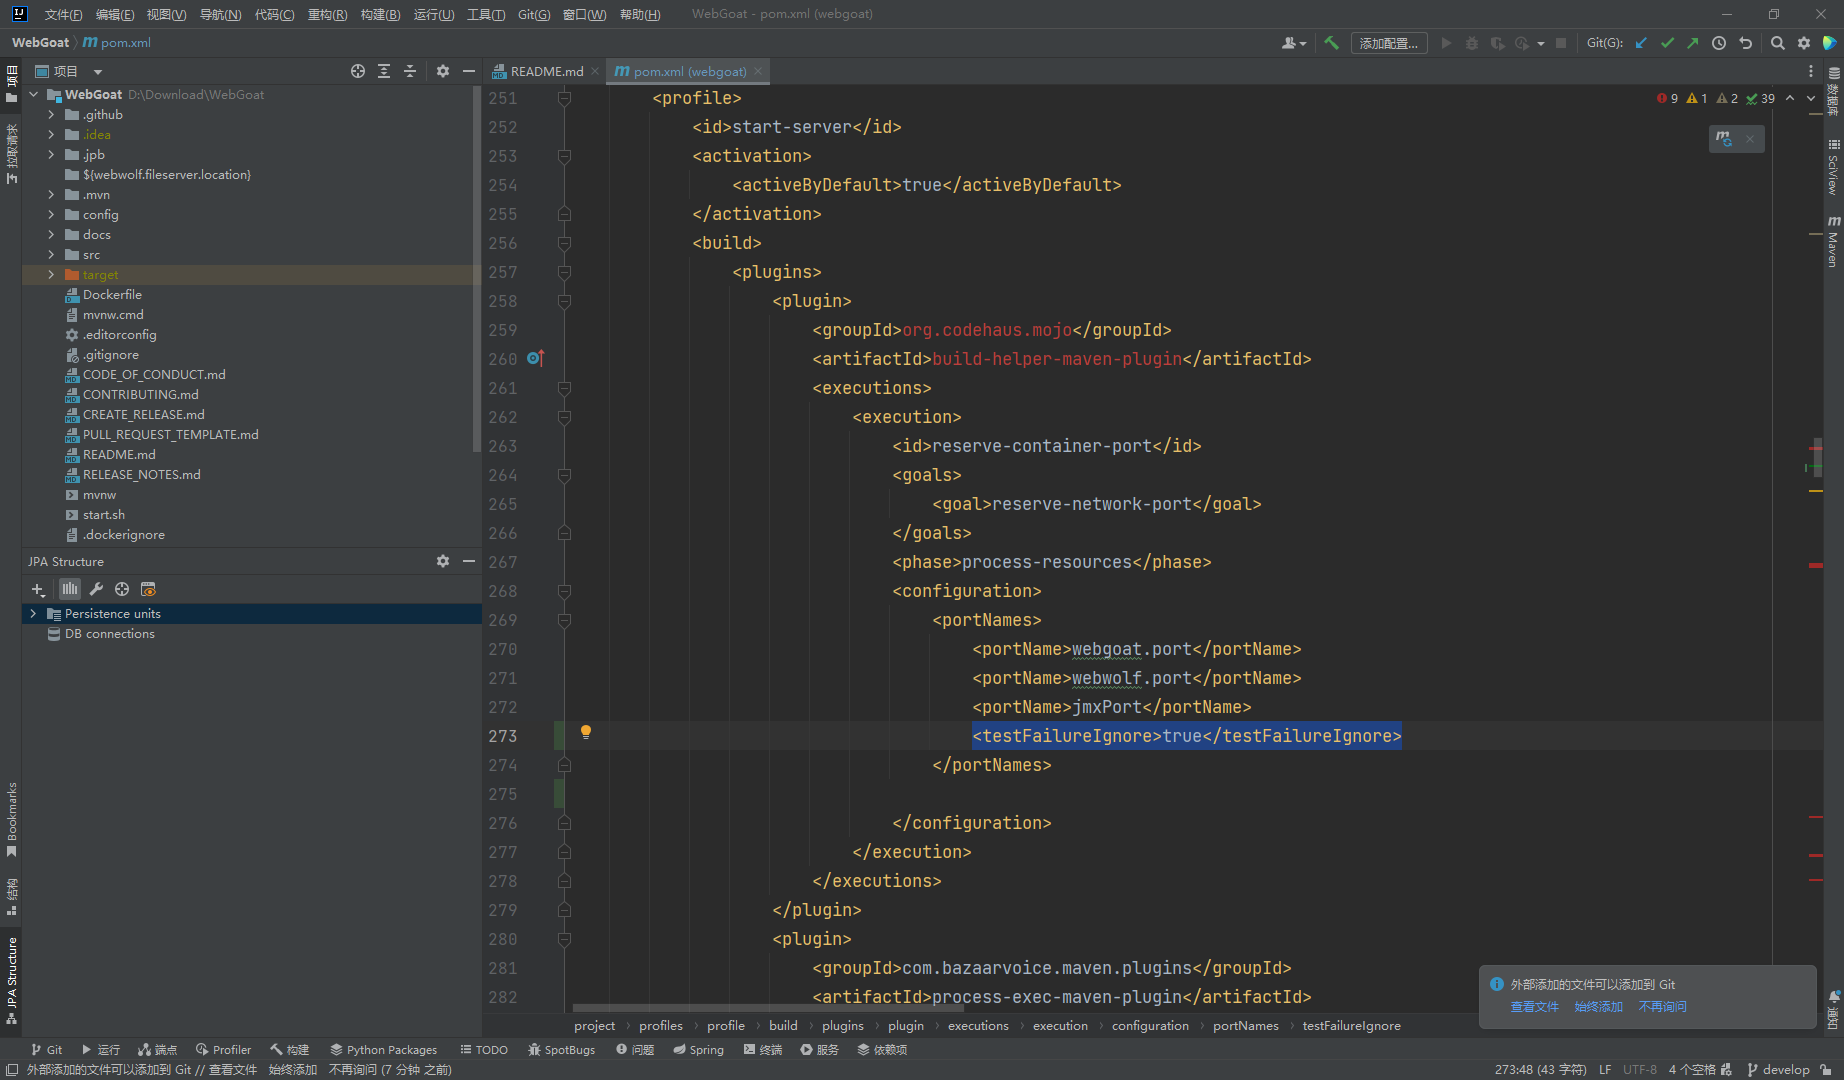 文件(F) 编辑(E) 视图(V) 导航(N) 代码(C) 重构(R) 构建(B) 运行(U) 工具(T) Git(G) 窗口(W) 帮助(H) WebGoat - pom.xml (webgoat)
WebGoat pom.xml
添加配置... Git(G):
项目
README.md
pom.xml (webgoat)
WebGoat D:\Download\WebGoat
.github
.idea
.jpb
${webwolf.fileserver.location}
.mvn
config
docs
src
target
Dockerfile
mvnw.cmd
.editorconfig
.gitignore
CODE_OF_CONDUCT.md
CONTRIBUTING.md
CREATE_RELEASE.md
PULL_REQUEST_TEMPLATE.md
README.md
RELEASE_NOTES.md
mvnw
start.sh
.dockerignore
JPA Structure
Persistence units
DB connections
项目
拉取请求
Bookmarks
结构
JPA Structure
251 <profile>
252 <id>start-server</id>
253 <activation>
254 <activeByDefault>true</activeByDefault>
255 </activation>
256 <build>
257 <plugins>
258 <plugin>
259 <groupId>org.codehaus.mojo</groupId>
260 <artifactId>build-helper-maven-plugin</artifactId>
261 <executions>
262 <execution>
263 <id>reserve-container-port</id>
264 <goals>
265 <goal>reserve-network-port</goal>
266 </goals>
267 <phase>process-resources</phase>
268 <configuration>
269 <portNames>
270 <portName>webgoat.port</portName>
271 <portName>webwolf.port</portName>
272 <portName>jmxPort</portName>
273 <testFailureIgnore>true</testFailureIgnore>
274 </portNames>
275
276 </configuration>
277 </execution>
278 </executions>
279 </plugin>
280 <plugin>
281 <groupId>com.bazaarvoice.maven.plugins</groupId>
282 <artifactId>process-exec-maven-plugin</artifactId>
9 1 2 39
数据库
SciView
Maven
通知
外部添加的文件可以添加到 Git
查看文件 始终添加 不再询问
project profiles profile build plugins plugin executions execution configuration portNames testFailureIgnore
Git 运行 端点 Profiler 构建 Python Packages TODO SpotBugs 问题 Spring 终端 服务 依赖项
外部添加的文件可以添加到 Git // 查看文件 始终添加 不再询问 (7 分钟 之前)
273:48 (43 字符) LF UTF-8 4 个空格 develop